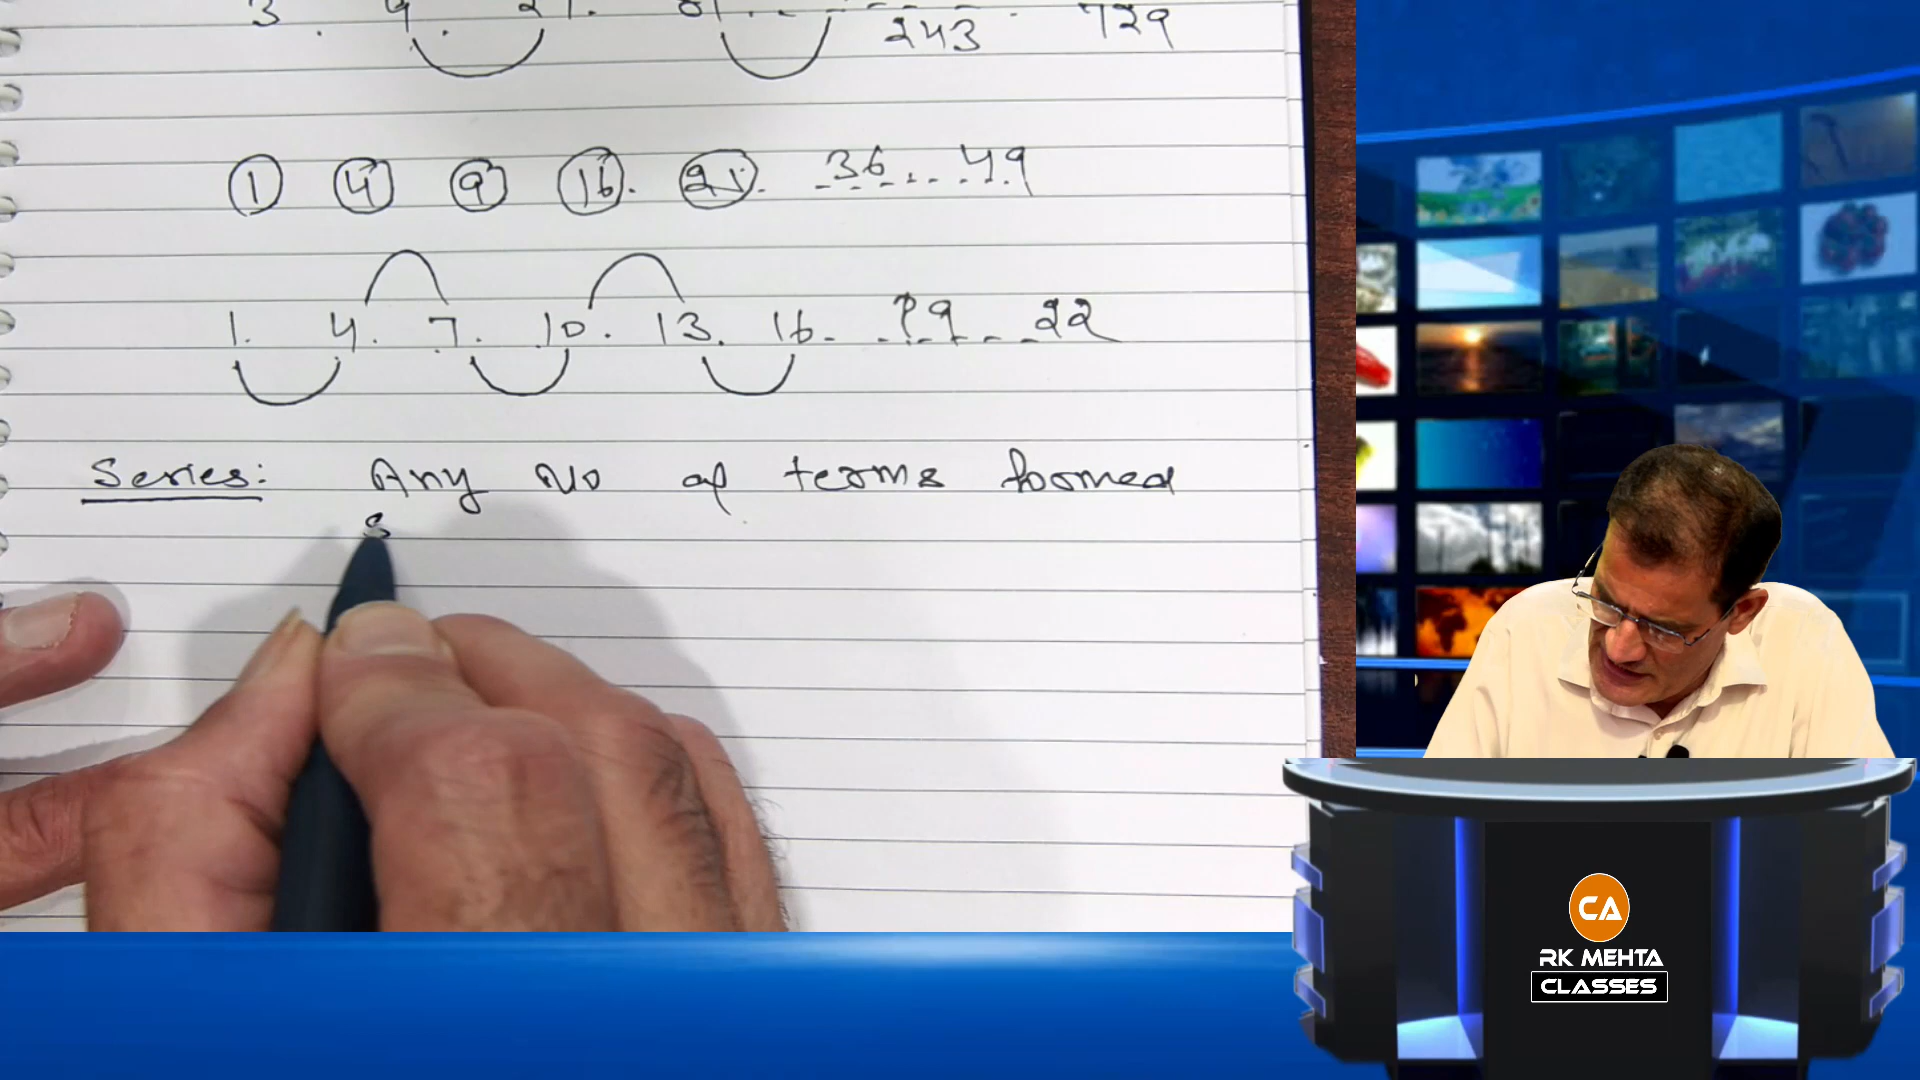 3. 9. 27. 81. - - - - - - - 243 729
1 4 9 16. 25. 36 .... 49
1. 4. 7. 10. 13. 16. 19 22
Series: Any No of terms formed
s
CA
RK MEHTA
CLASSES